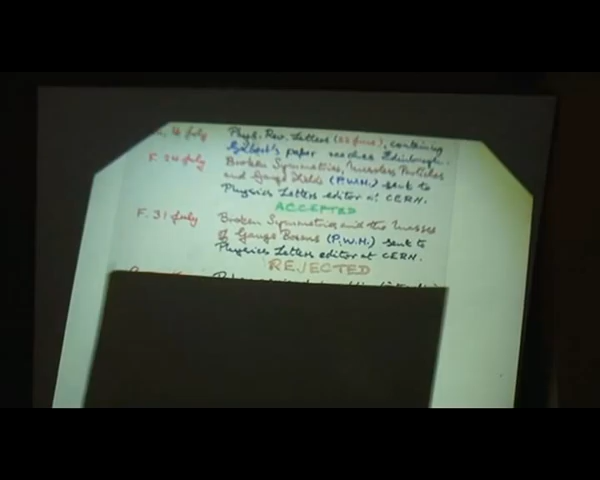 16 July Phys. Rev. Letters (22 June), containing
Gilbert's paper reaches Edinburgh.
F. 24 July Broken Symmetries, Massless Particles
and Gauge Fields (P.W.H.) sent to
Physics Letters editor at CERN.
ACCEPTED
F. 31 July Broken Symmetries and the Masses
of Gauge Bosons (P.W.H.) sent to
Physics Letters editor at CERN.
REJECTED